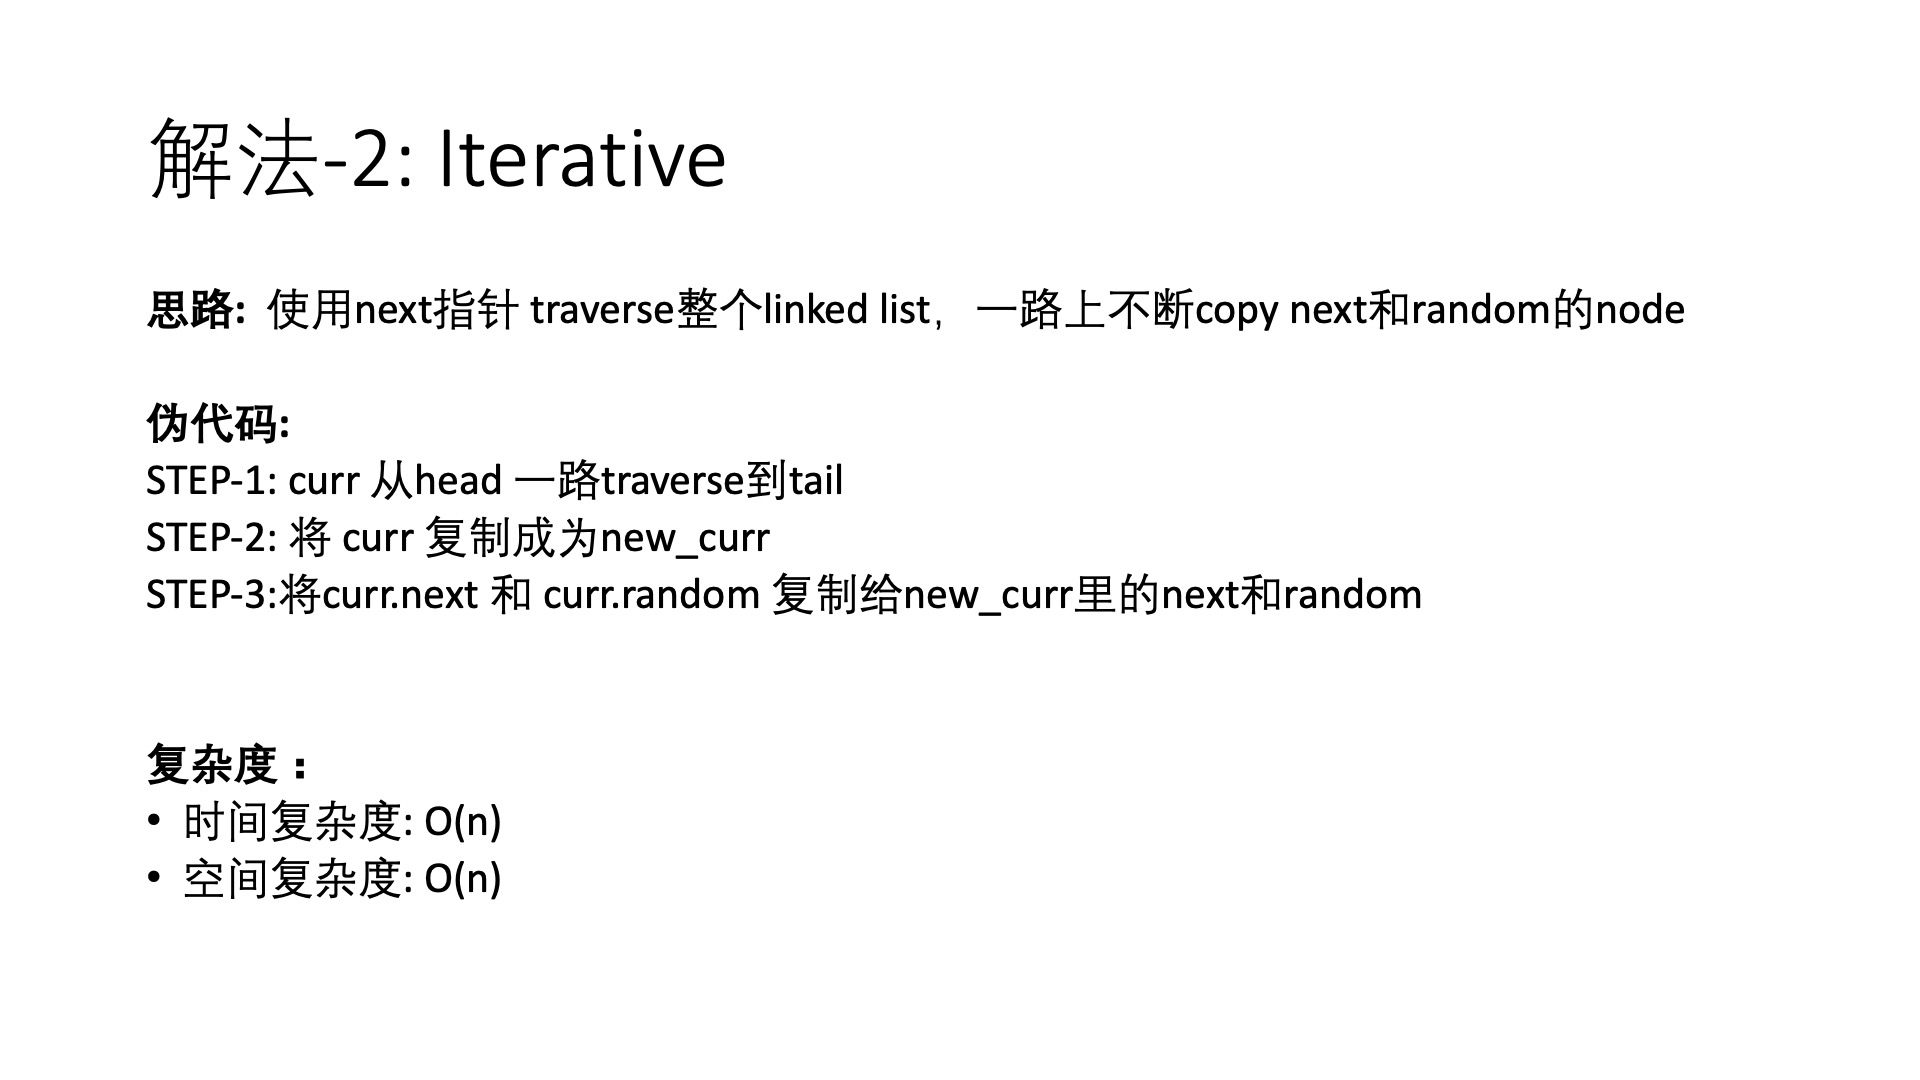 解法-2: Iterative
思路: 使用next指针 traverse整个linked list，一路上不断copy next和random的node
伪代码:
STEP-1: curr 从head 一路traverse到tail
STEP-2: 将 curr 复制成为new_curr
STEP-3:将curr.next 和 curr.random 复制给new_curr里的next和random
复杂度：
• 时间复杂度: O(n)
• 空间复杂度: O(n)